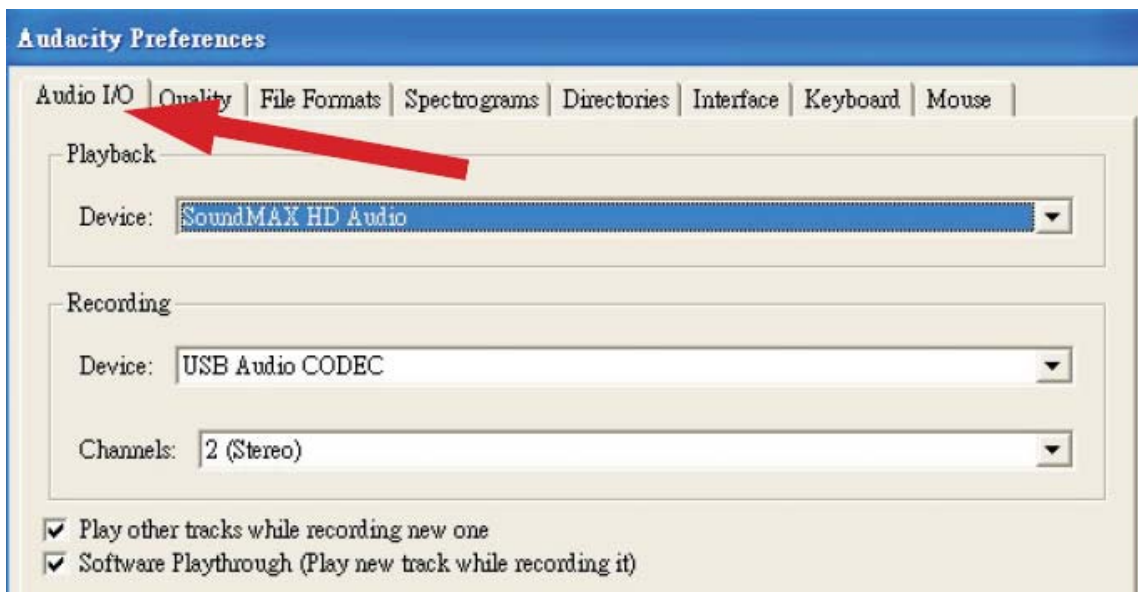 Audacity Preferences
Audio I/O Quality File Formats Spectrograms Directories Interface Keyboard Mouse
Playback
Device: SoundMAX HD Audio
Recording
Device: USB Audio CODEC
Channels: 2 (Stereo)
Play other tracks while recording new one
Software Playthrough (Play new track while recording it)